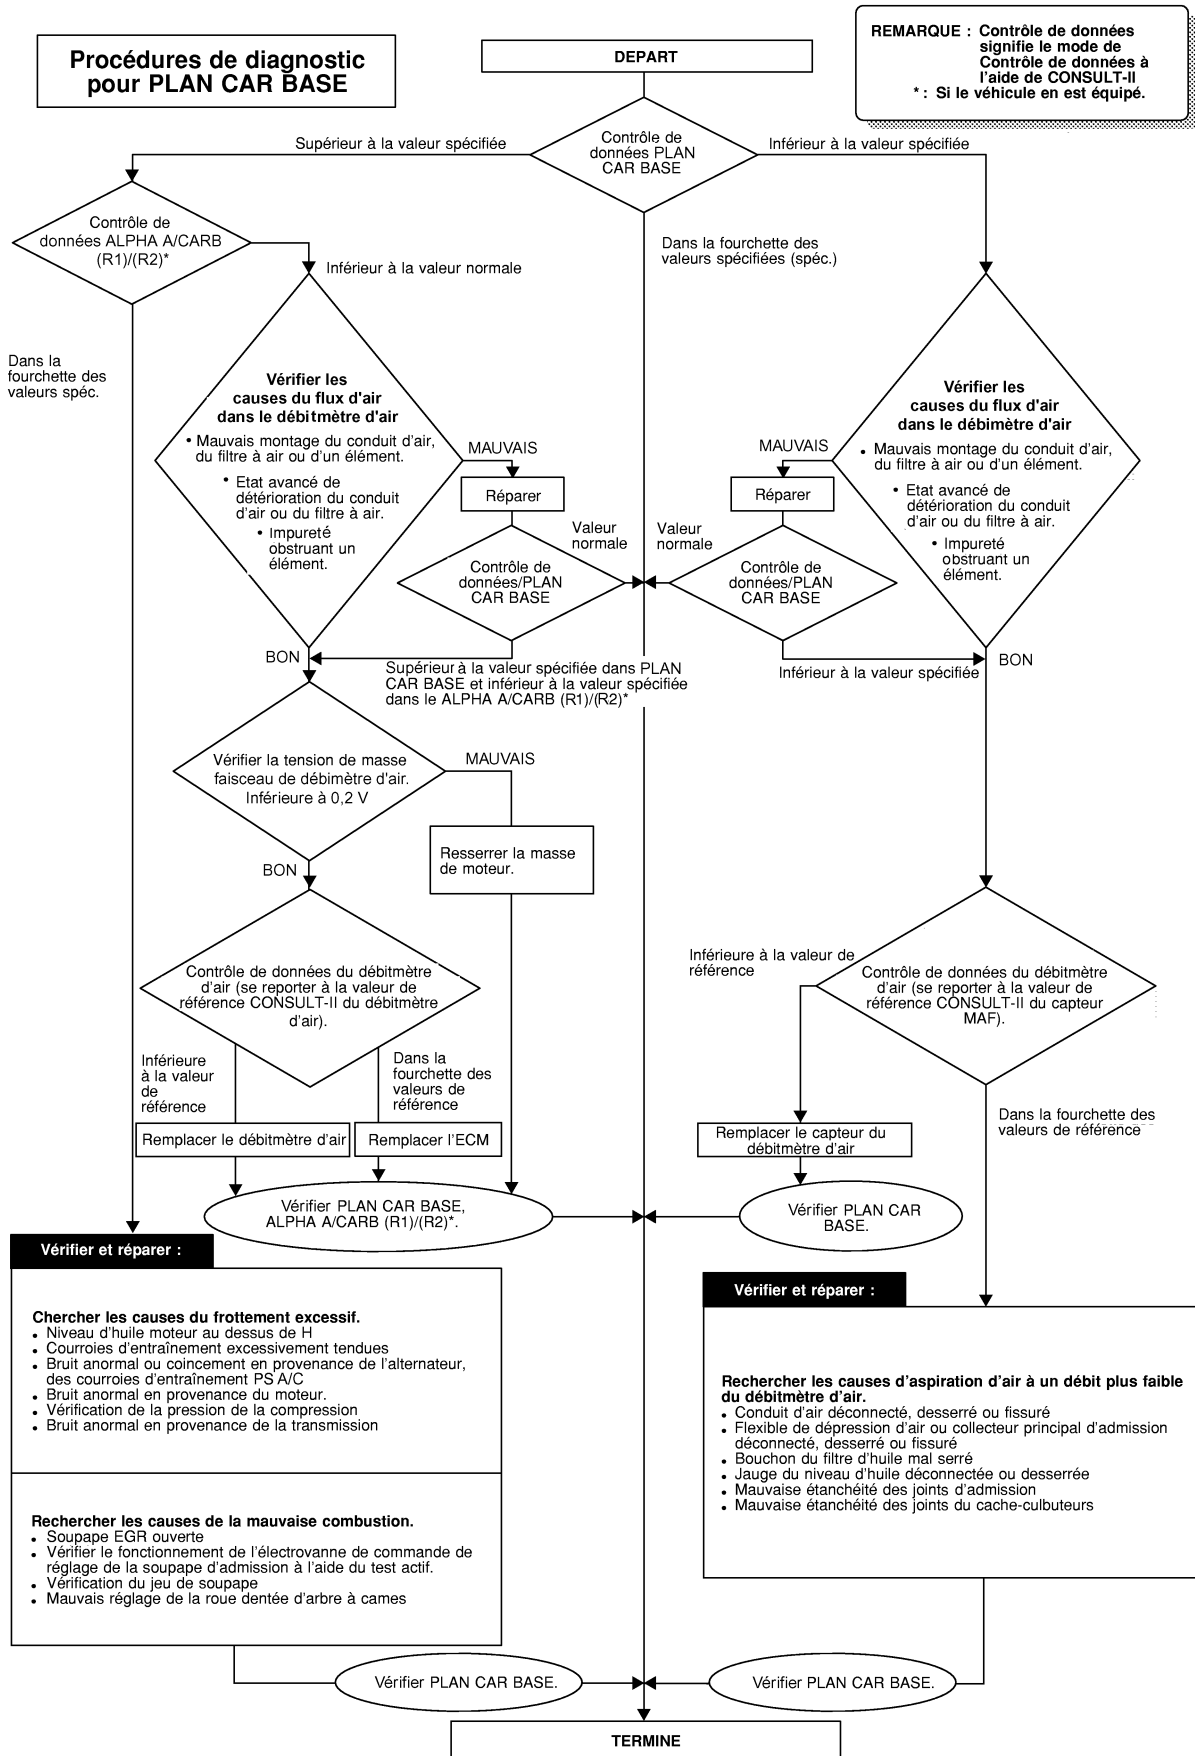 Procédures de diagnostic
pour PLAN CAR BASE
DEPART
REMARQUE : Contrôle de données
signifie le mode de
Contrôle de données à
l'aide de CONSULT-II
* : Si le véhicule en est équipé.
Supérieur à la valeur spécifiée
Contrôle de
données PLAN
CAR BASE
Inférieur à la valeur spécifiée
Contrôle de
données ALPHA A/CARB
(R1)/(R2)*
Inférieur à la valeur normale
Dans la fourchette des
valeurs spécifiées (spéc.)
Dans la
fourchette des
valeurs spéc.
Vérifier les
causes du flux d'air
dans le débitmètre d'air
• Mauvais montage du conduit d'air,
du filtre à air ou d'un élément.
• Etat avancé de
détérioration du conduit
d'air ou du filtre à air.
• Impureté
obstruant un
élément.
MAUVAIS
Réparer
Valeur
normale
Contrôle de
données/PLAN
CAR BASE
MAUVAIS
Réparer
Valeur
normale
Contrôle de
données/PLAN
CAR BASE
Vérifier les
causes du flux d'air
dans le débimètre d'air
• Mauvais montage du conduit d'air,
du filtre à air ou d'un élément.
• Etat avancé de
détérioration du conduit
d'air ou du filtre à air.
• Impureté
obstruant un
élément.
BON
Supérieur à la valeur spécifiée dans PLAN
CAR BASE et inférieur à la valeur spécifiée
dans le ALPHA A/CARB (R1)/(R2)*
Inférieur à la valeur spécifiée
BON
Vérifier la tension de masse
faisceau de débimètre d'air.
Inférieure à 0,2 V
MAUVAIS
Resserrer la masse
de moteur.
BON
Contrôle de données du débitmètre
d'air (se reporter à la valeur de
référence CONSULT-II du débitmètre
d'air).
Inférieure à la valeur de
référence
Contrôle de données du débitmètre
d'air (se reporter à la valeur de
référence CONSULT-II du capteur
MAF).
Inférieure
à la valeur
de
référence
Dans la
fourchette des
valeurs de
référence
Dans la fourchette des
valeurs de référence
Remplacer le débitmètre d'air
Remplacer l'ECM
Remplacer le capteur du
débitmètre d'air
Vérifier PLAN CAR BASE,
ALPHA A/CARB (R1)/(R2)*.
Vérifier PLAN CAR
BASE.
Vérifier et réparer :
Chercher les causes du frottement excessif.
• Niveau d'huile moteur au dessus de H
• Courroies d'entraînement excessivement tendues
• Bruit anormal ou coincement en provenance de l'alternateur,
des courroies d'entraînement PS A/C
• Bruit anormal en provenance du moteur.
• Vérification de la pression de la compression
• Bruit anormal en provenance de la transmission
Rechercher les causes de la mauvaise combustion.
• Soupape EGR ouverte
• Vérifier le fonctionnement de l'électrovanne de commande de
réglage de la soupape d'admission à l'aide du test actif.
• Vérification du jeu de soupape
• Mauvais réglage de la roue dentée d'arbre à cames
Vérifier et réparer :
Rechercher les causes d'aspiration d'air à un débit plus faible
du débitmètre d'air.
• Conduit d'air déconnecté, desserré ou fissuré
• Flexible de dépression d'air ou collecteur principal d'admission
déconnecté, desserré ou fissuré
• Bouchon du filtre d'huile mal serré
• Jauge du niveau d'huile déconnectée ou desserrée
• Mauvaise étanchéité des joints d'admission
• Mauvaise étanchéité des joints du cache-culbuteurs
Vérifier PLAN CAR BASE.
Vérifier PLAN CAR BASE.
TERMINE